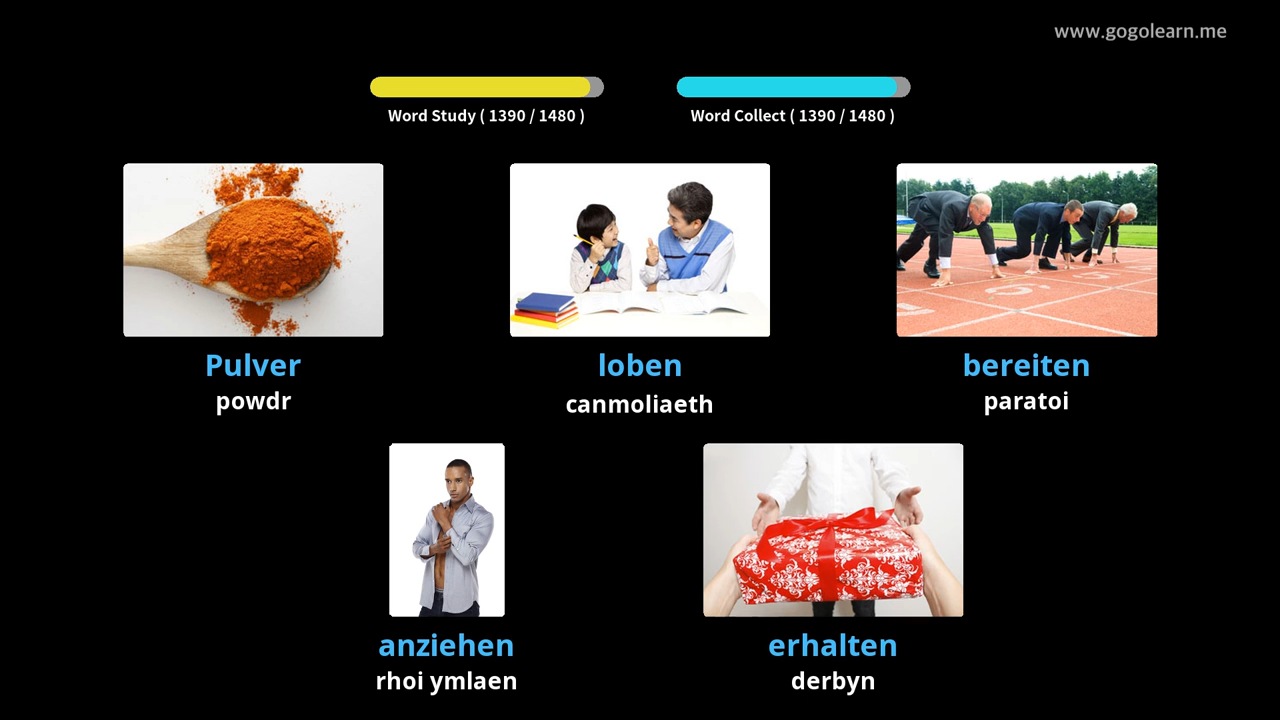 www.gogolearn.me
Word Study ( 1390 / 1480 )
Word Collect ( 1390 / 1480 )
Pulver
powdr
loben
canmoliaeth
bereiten
paratoi
anziehen
rhoi ymlaen
erhalten
derbyn